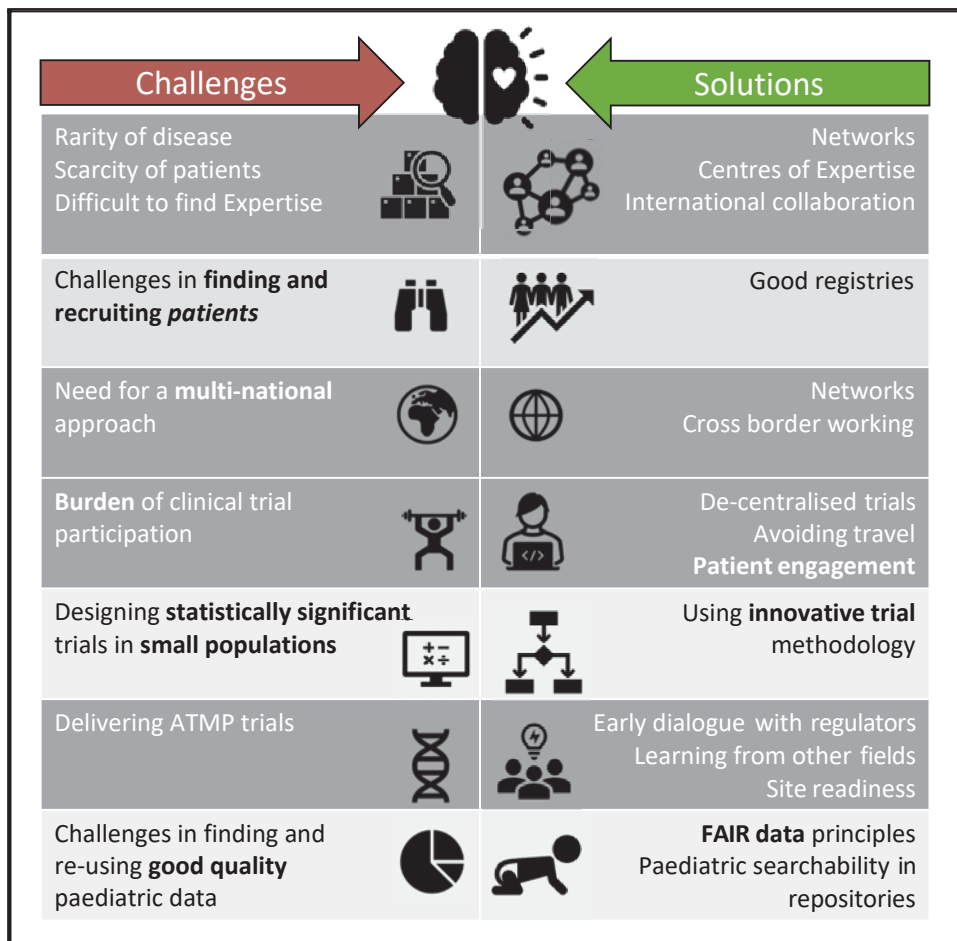 Challenges
Solutions
Rarity of disease
Scarcity of patients
Difficult to find Expertise
Networks
Centres of Expertise
International collaboration
Challenges in finding and
recruiting patients
Good registries
Need for a multi-national
approach
Networks
Cross border working
Burden of clinical trial
participation
</>
De-centralised trials
Avoiding travel
Patient engagement
Designing statistically significant
trials in small populations
+−
×÷
Using innovative trial
methodology
Delivering ATMP trials
Early dialogue with regulators
Learning from other fields
Site readiness
Challenges in finding and
re-using good quality
paediatric data
FAIR data principles
Paediatric searchability in
repositories